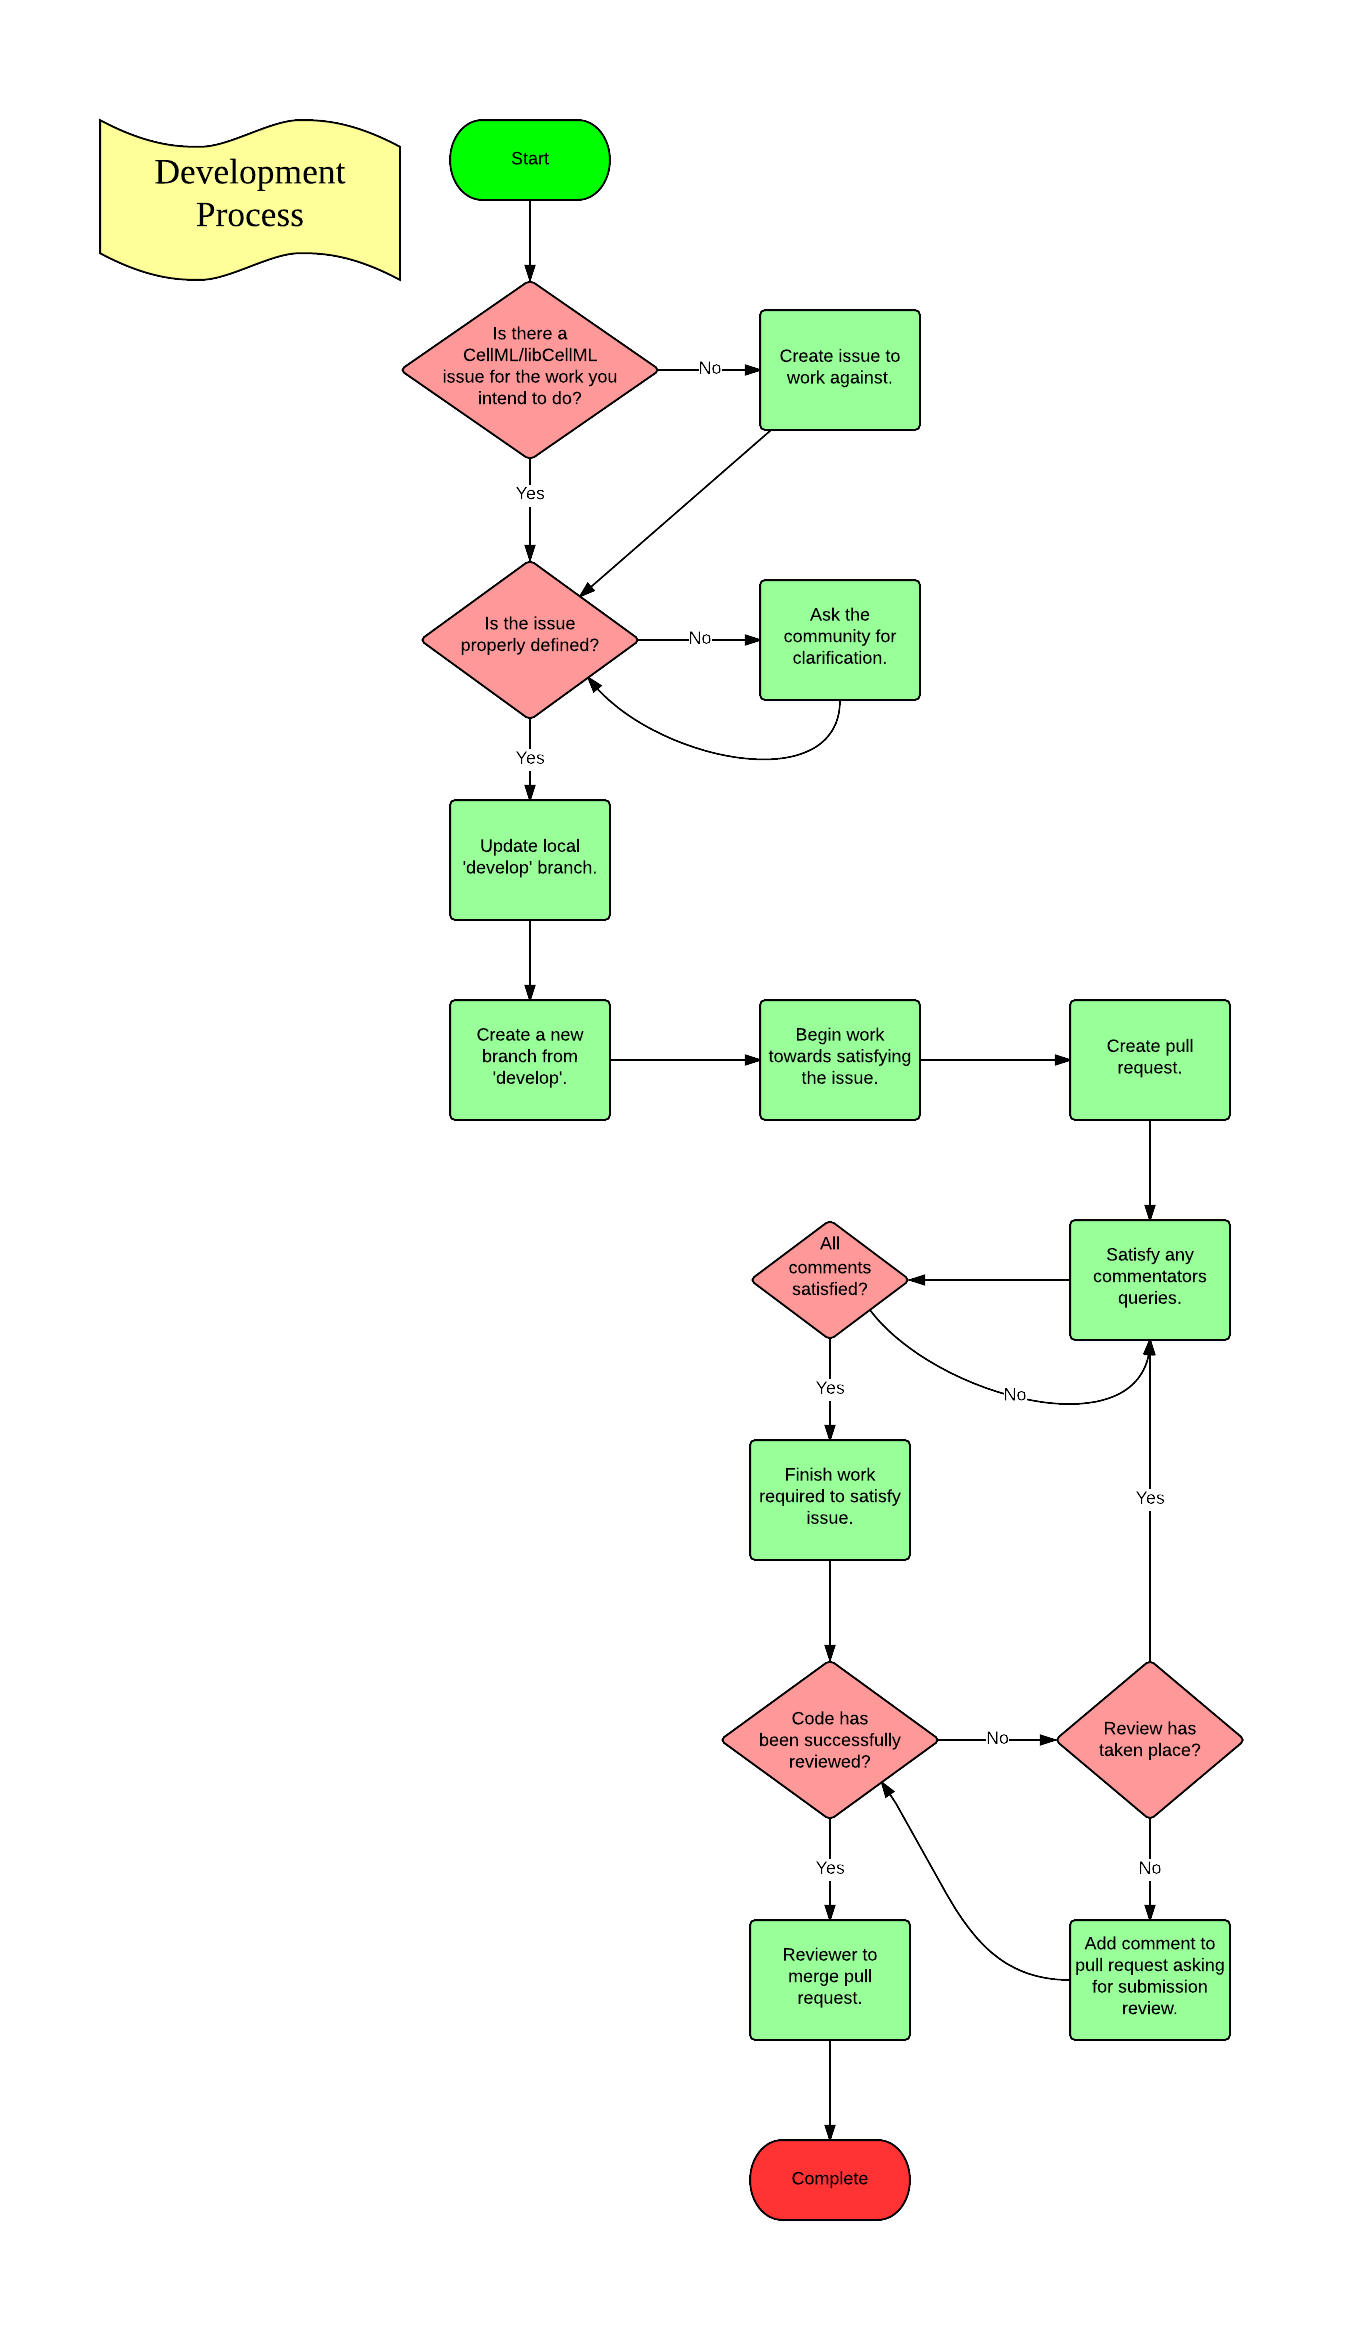 Development
Process
Start
Is there a
CellML/libCellML
issue for the work you
intend to do?
No
Create issue to
work against.
Yes
Is the issue
properly defined?
No
Ask the
community for
clarification.
Yes
Update local
'develop' branch.
Create a new
branch from
'develop'.
Begin work
towards satisfying
the issue.
Create pull
request.
Satisfy any
commentators
queries.
All
comments
satisfied?
No
Yes
Finish work
required to satisfy
issue.
Yes
Code has
been successfully
reviewed?
No
Review has
taken place?
Yes
No
Reviewer to
merge pull
request.
Add comment to
pull request asking
for submission
review.
Complete